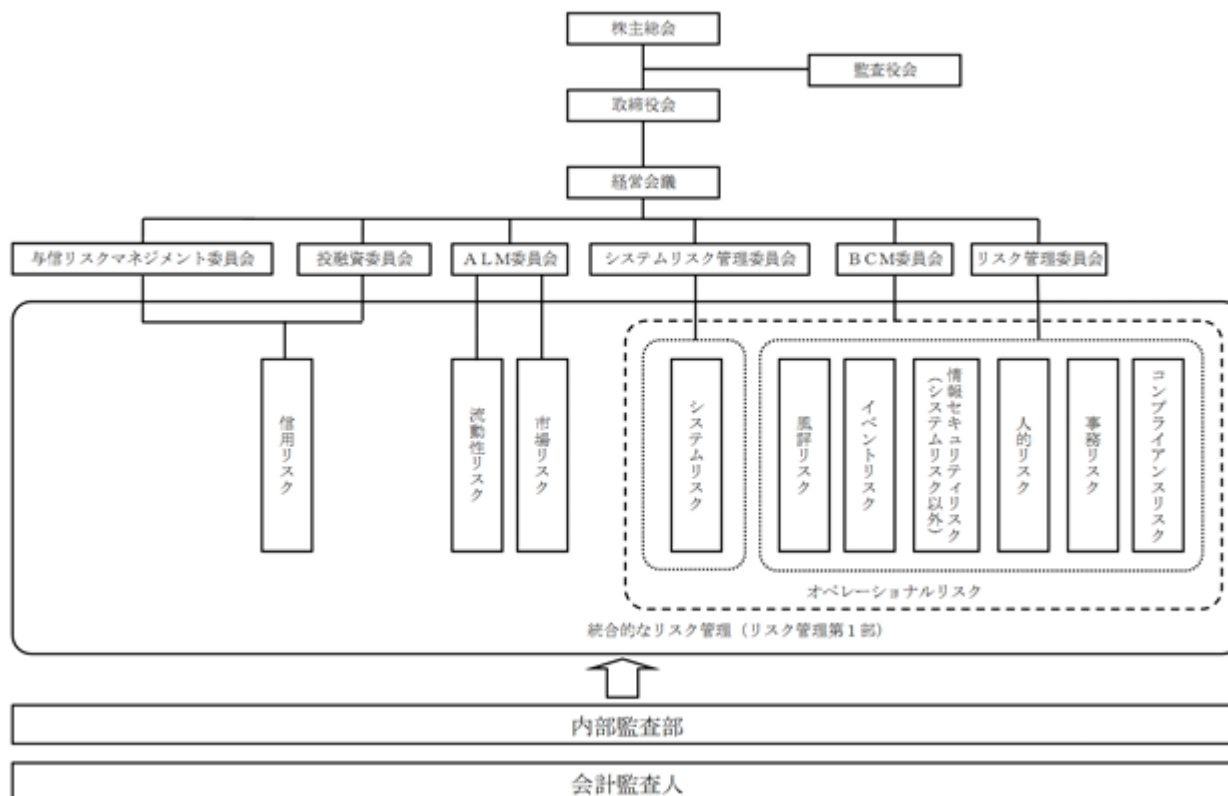 株主総会
監査役会
取締役会
経営会議
与信リスクマネジメント委員会
投融資委員会
ALM委員会
システムリスク管理委員会
BCM委員会
リスク管理委員会
信用リスク
流動性リスク
市場リスク
システムリスク
風評リスク
イベントリスク
情報セキュリティリスク
(システムリスク以外)
人的リスク
事務リスク
コンプライアンスリスク
オペレーショナルリスク
統合的なリスク管理（リスク管理第1部）
内部監査部
会計監査人